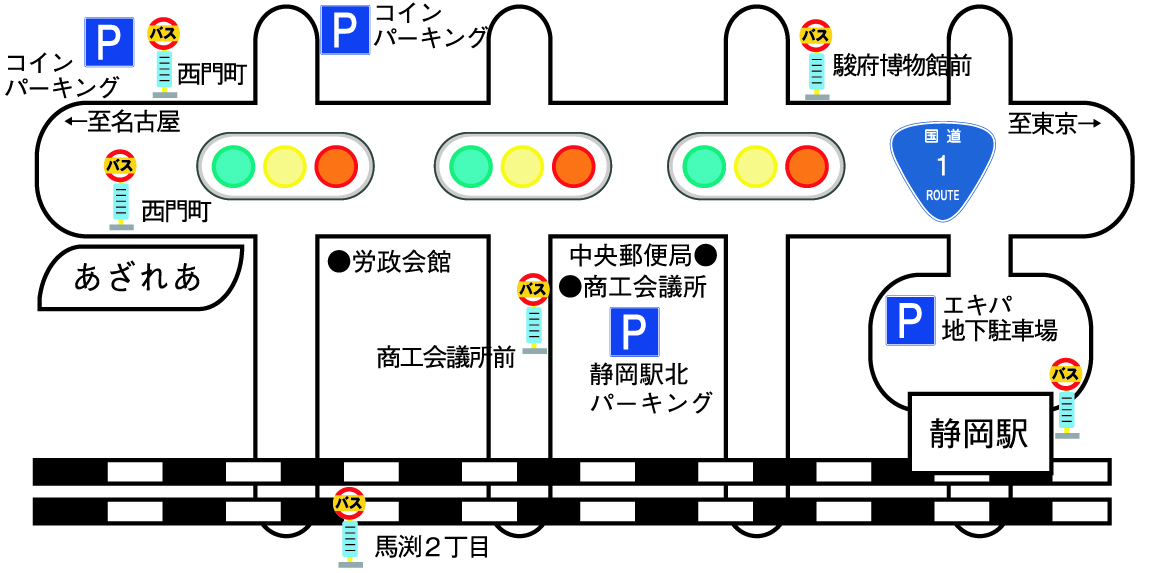 コイン
パーキング
P
バス
西門町
P
コイン
パーキング
バス
駿府博物館前
←至名古屋
至東京→
国道
1
ROUTE
バス
西門町
あざれあ
●労政会館
中央郵便局●
●商工会議所
バス
商工会議所前
P
静岡駅北
パーキング
P
エキパ
地下駐車場
バス
静岡駅
バス
馬渕2丁目